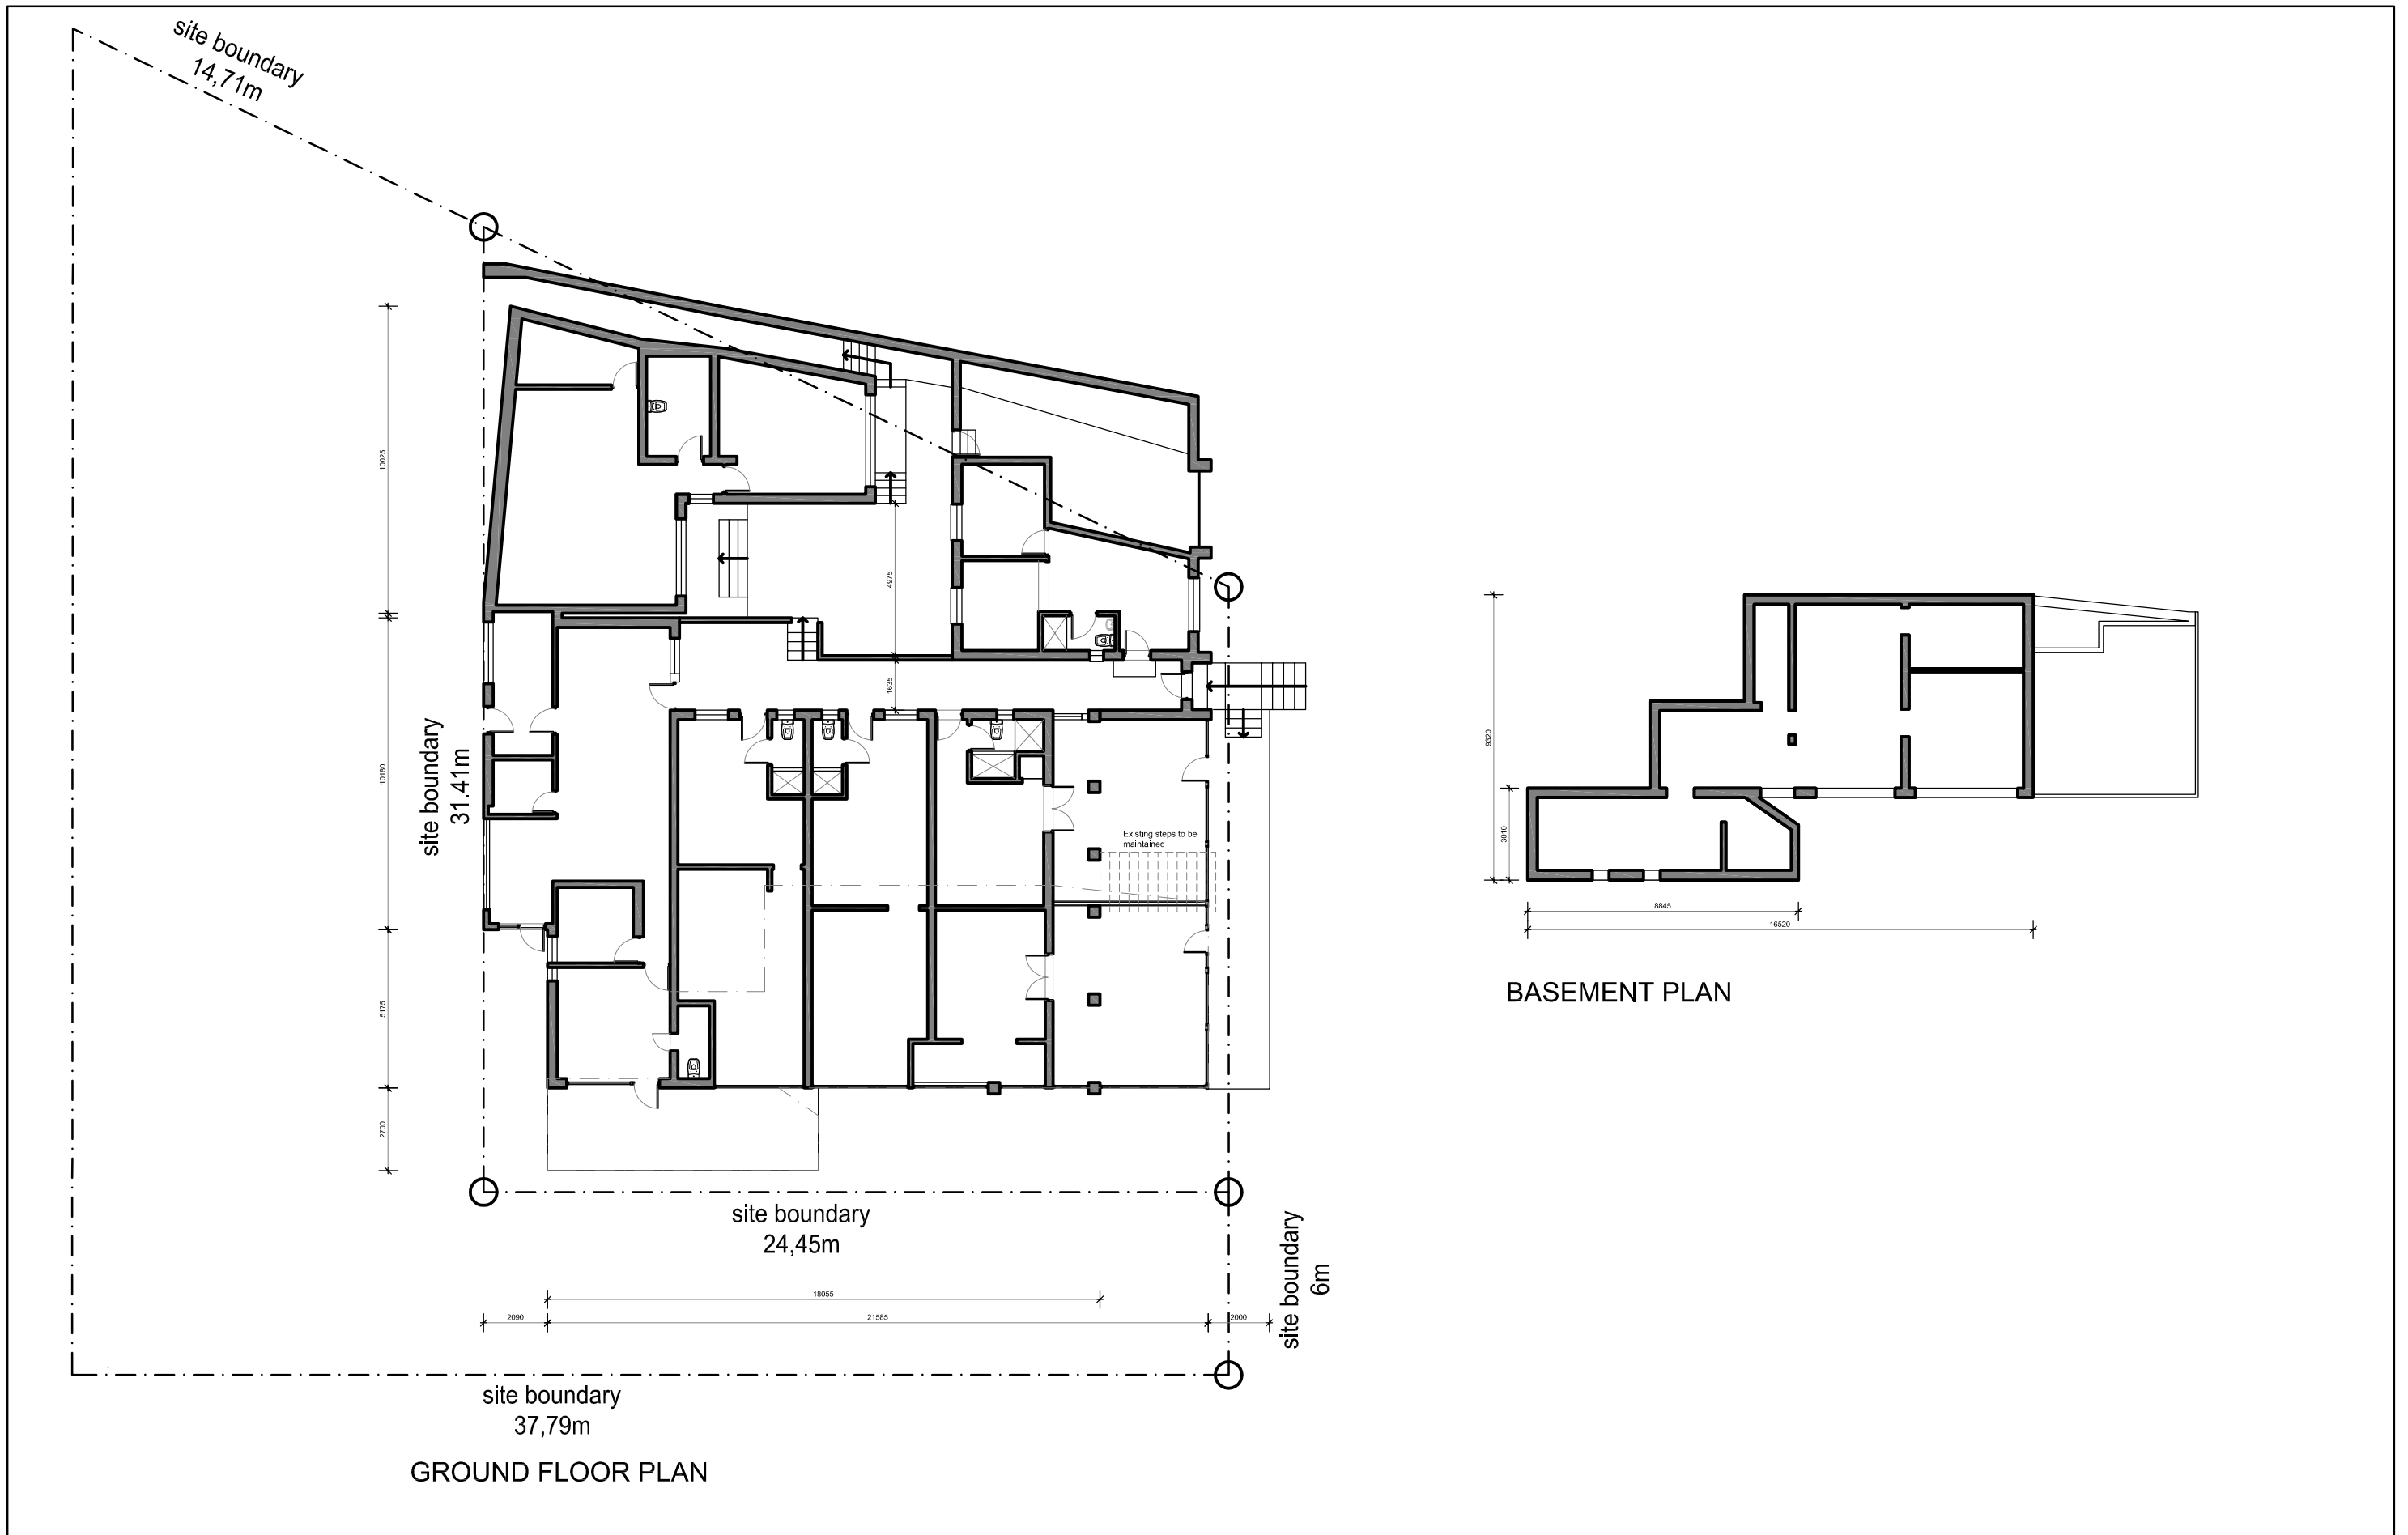 site boundary
14,71m
10025
4975
1635
10180
site boundary
31.41m
Existing steps to be
maintained
5175
2700
site boundary
24,45m
site boundary
6m
18055
2090
21585
2000
site boundary
37,79m
GROUND FLOOR PLAN
9320
3010
8845
16520
BASEMENT PLAN